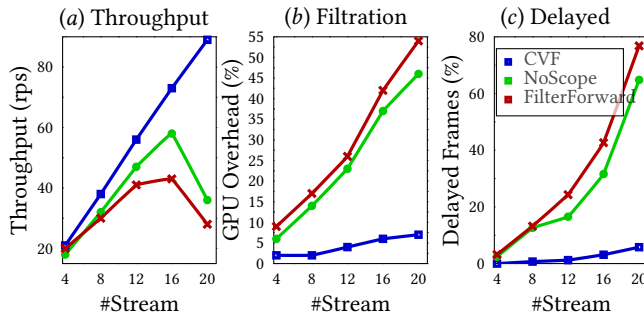 (a) Throughput
Throughput (rps)
80
60
40
20
4 8 12 16 20
#Stream
(b) Filtration
GPU Overhead (%)
55
50
45
40
35
30
25
20
15
10
5
0
4 8 12 16 20
#Stream
(c) Delayed
Delayed Frames (%)
80
60
40
20
0
4 8 12 16 20
#Stream
CVF
NoScope
FilterForward